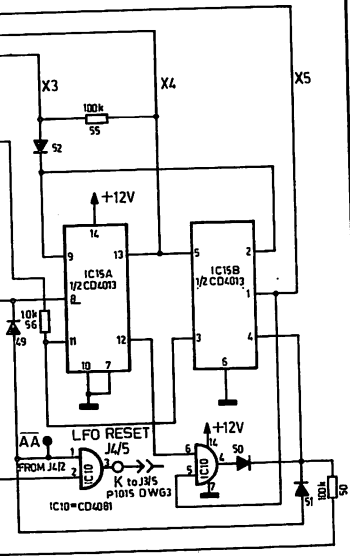 X3
X4
X5
100k
55
52
+12V
14
9
13
5
2
IC15A
1/2 CD4013
IC15B
1/2 CD4013
8
1
10k
56
49
11
12
3
4
10 7
6
LFO RESET
J4/5
+12V
AA
FROM J4/2
1
2
3
IC10
K to J3/5
P1015 DWG3
IC10=CD4081
14
6
5
4
IC10
7
50
51
100k
50